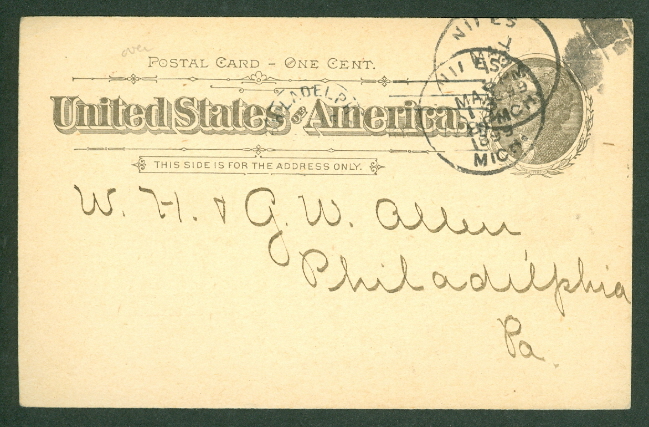 over
POSTAL CARD – ONE CENT.
United States of America.
THIS SIDE IS FOR THE ADDRESS ONLY.
NILES
MICH
W. H. & G. W. Allen
Philadelphia
Pa.